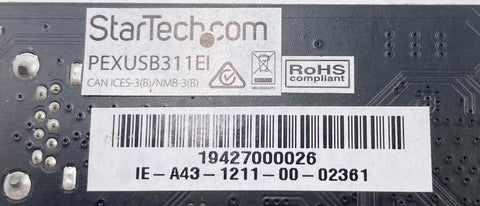 StarTech.com
PEXUSB311EI
CAN ICES-3(B)/NMB-3(B)
RoHS
compliant
19427000026
IE-A43-1211-00-02361